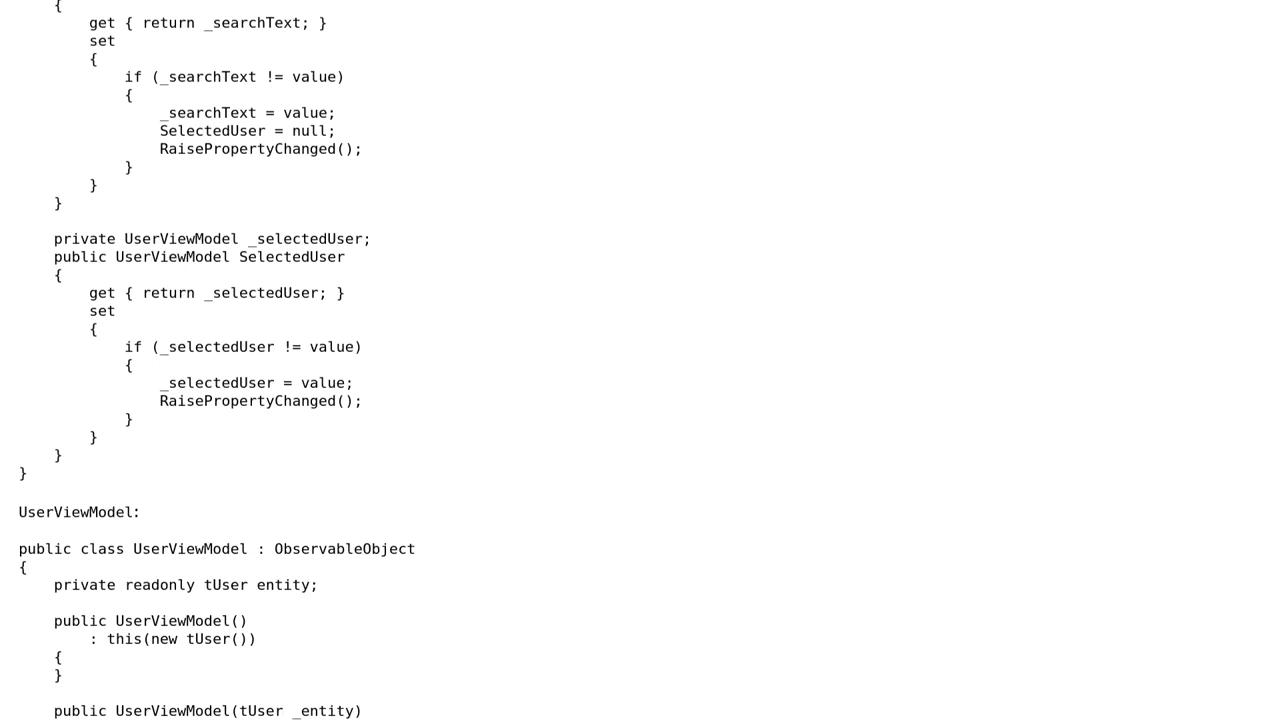 {
        get { return _searchText; }
        set
        {
            if (_searchText != value)
            {
                _searchText = value;
                SelectedUser = null;
                RaisePropertyChanged();
            }
        }
    }

    private UserViewModel _selectedUser;
    public UserViewModel SelectedUser
    {
        get { return _selectedUser; }
        set
        {
            if (_selectedUser != value)
            {
                _selectedUser = value;
                RaisePropertyChanged();
            }
        }
    }
}

UserViewModel:

public class UserViewModel : ObservableObject
{
    private readonly tUser entity;

    public UserViewModel()
        : this(new tUser())
    {
    }

    public UserViewModel(tUser _entity)